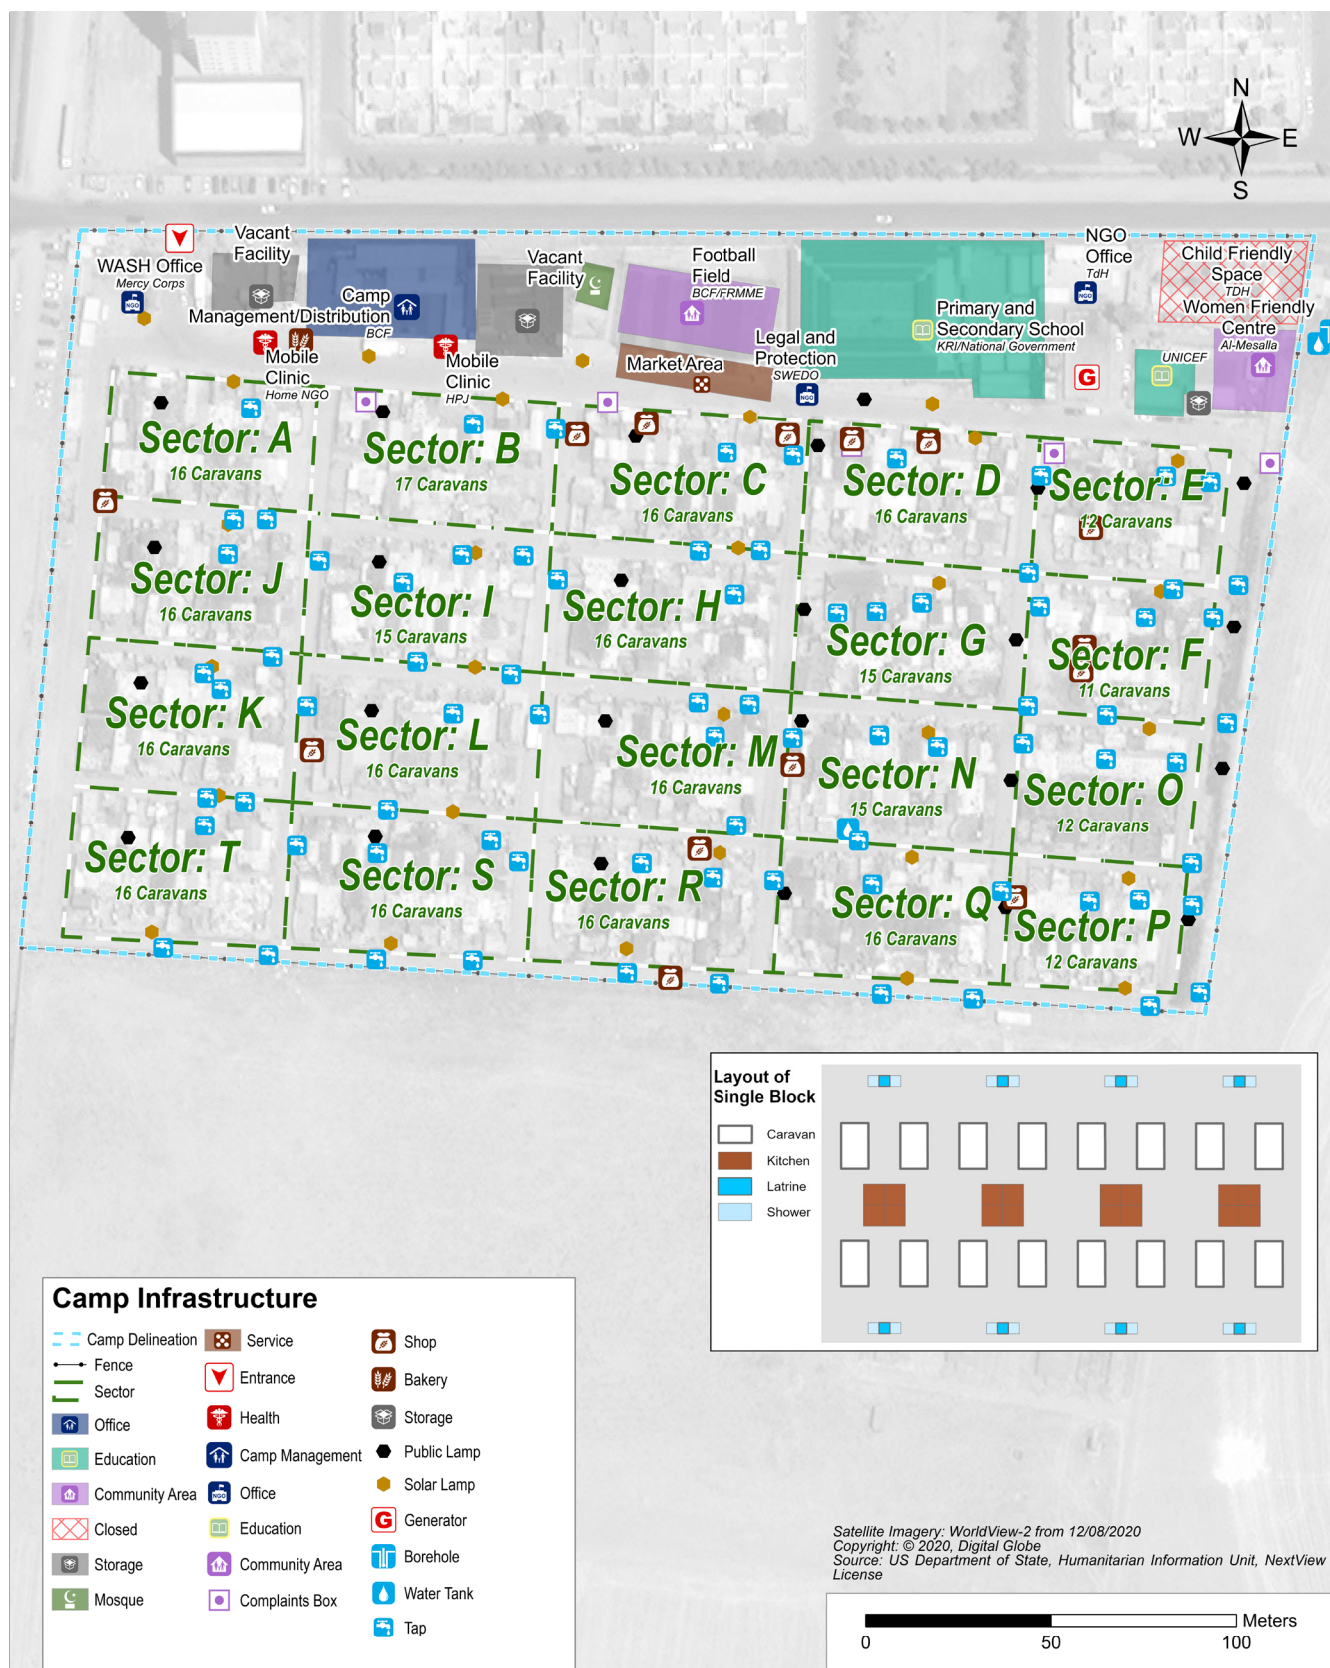 N
W
E
S
Vacant
Facility
WASH Office
Mercy Corps
NGO
Camp
Management/Distribution
BCF
Mobile
Clinic
Home NGO
Mobile
Clinic
HPJ
Vacant
Facility
Football
Field
BCF/FRMME
Market Area
Legal and
Protection
SWEDO
NGO
Primary and
Secondary School
KRI/National Government
NGO
Office
TdH
NGO
G
Child Friendly
Space
TDH
Women Friendly
Centre
Al-Mesalla
UNICEF
Sector: A
16 Caravans
Sector: B
17 Caravans
Sector: C
16 Caravans
Sector: D
16 Caravans
Sector: E
12 Caravans
Sector: J
16 Caravans
Sector: I
15 Caravans
Sector: H
16 Caravans
Sector: G
15 Caravans
Sector: F
11 Caravans
Sector: K
16 Caravans
Sector: L
16 Caravans
Sector: M
16 Caravans
Sector: N
15 Caravans
Sector: O
12 Caravans
Sector: T
16 Caravans
Sector: S
16 Caravans
Sector: R
16 Caravans
Sector: Q
16 Caravans
Sector: P
12 Caravans
Layout of
Single Block
Caravan
Kitchen
Latrine
Shower
Camp Infrastructure
Camp Delineation
Fence
Sector
Office
Education
Community Area
Closed
Storage
Mosque
Service
Entrance
Health
Camp Management
NGO
Office
Education
Community Area
Complaints Box
Shop
Bakery
Storage
Public Lamp
Solar Lamp
G
Generator
Borehole
Water Tank
Tap
Satellite Imagery: WorldView-2 from 12/08/2020
Copyright: © 2020, Digital Globe
Source: US Department of State, Humanitarian Information Unit, NextView
License
Meters
0 50 100